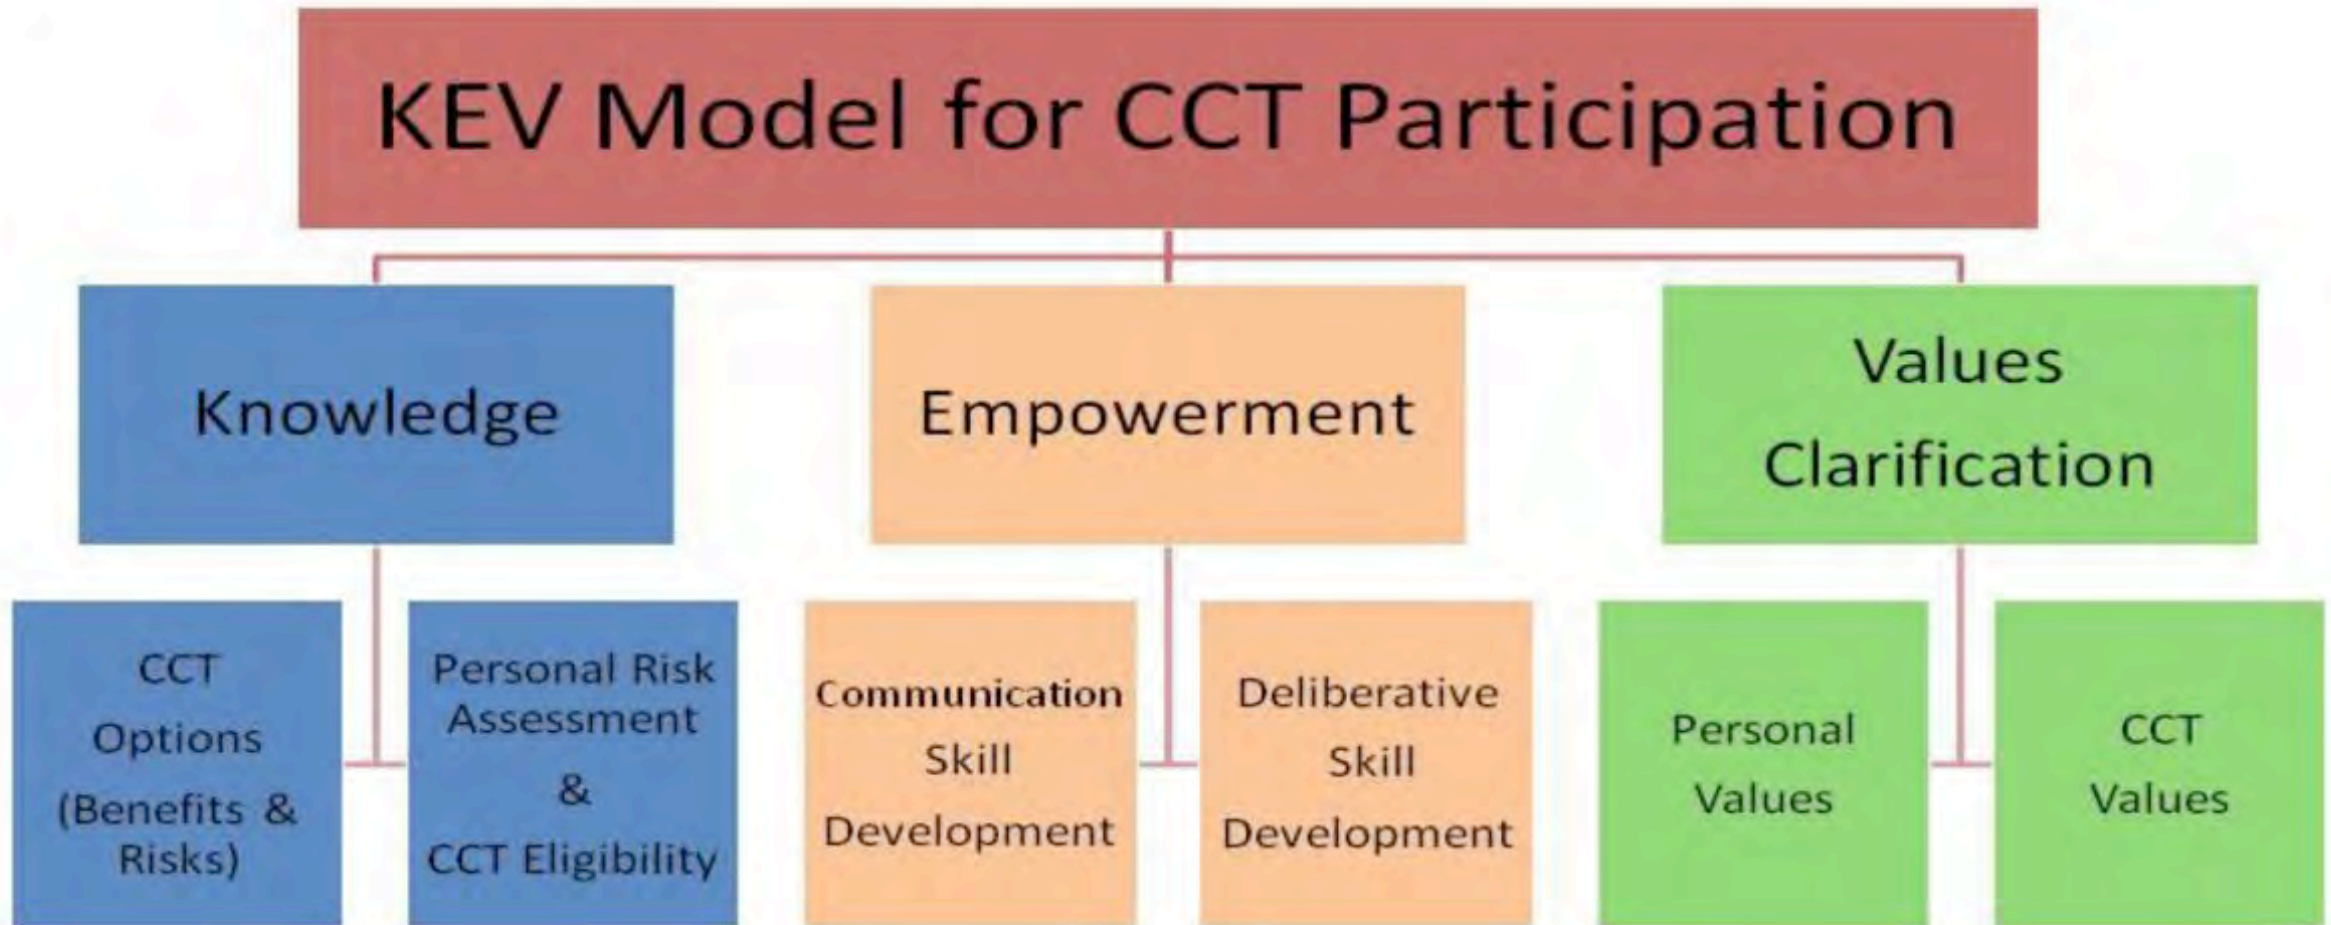 KEV Model for CCT Participation
Knowledge
Empowerment
Values
Clarification
CCT
Options
(Benefits &
Risks)
Personal Risk
Assessment
&
CCT Eligibility
Communication
Skill
Development
Deliberative
Skill
Development
Personal
Values
CCT
Values